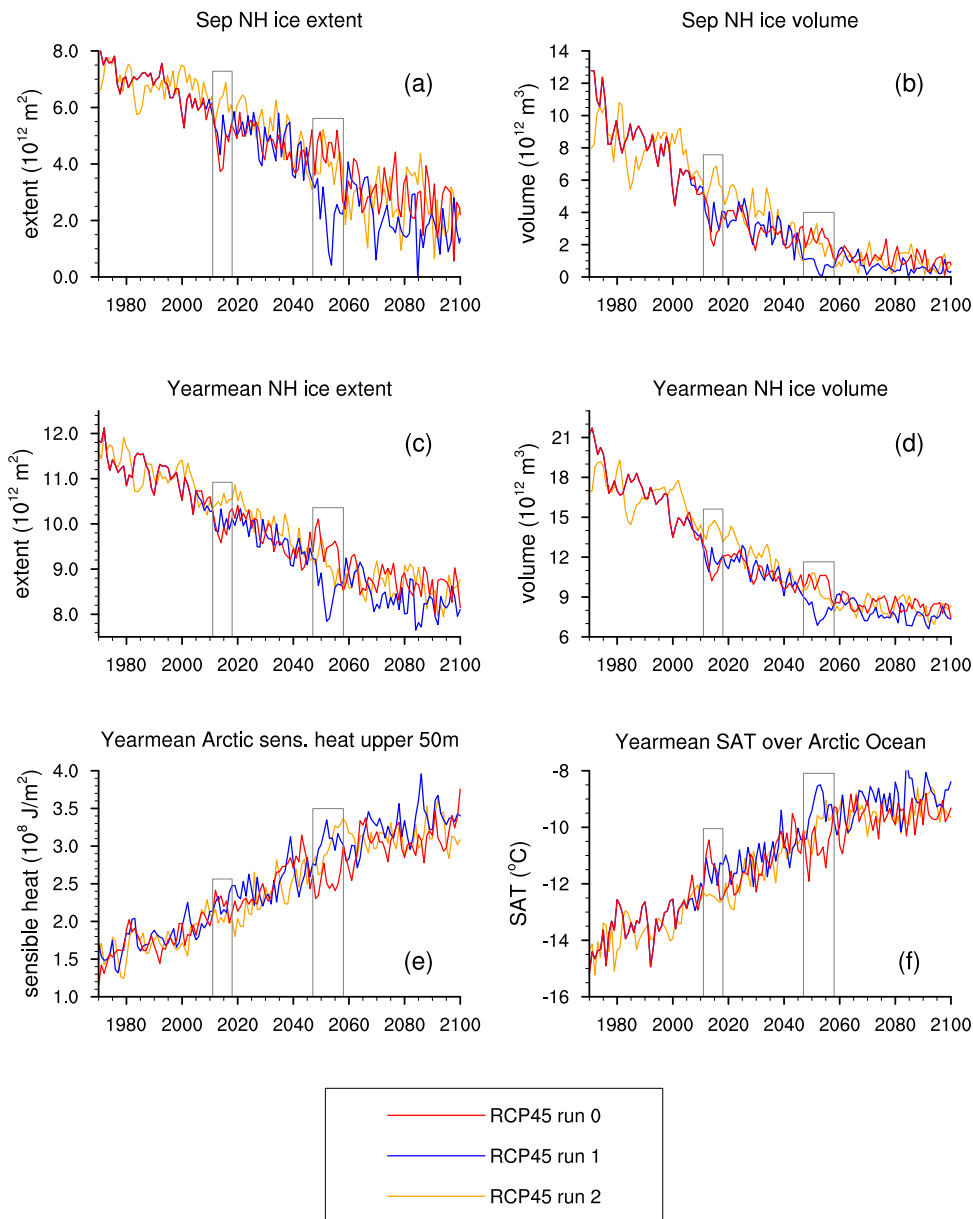 Sep NH ice extent
Sep NH ice volume
8.0
6.0
4.0
2.0
0.0
extent (10¹² m²)
(a)
1980 2000 2020 2040 2060 2080 2100
14
12
10
8
6
4
2
0
volume (10¹² m³)
(b)
1980 2000 2020 2040 2060 2080 2100
Yearmean NH ice extent
Yearmean NH ice volume
12.0
11.0
10.0
9.0
8.0
extent (10¹² m²)
(c)
1980 2000 2020 2040 2060 2080 2100
21
18
15
12
9
6
volume (10¹² m³)
(d)
1980 2000 2020 2040 2060 2080 2100
Yearmean Arctic sens. heat upper 50m
Yearmean SAT over Arctic Ocean
4.0
3.5
3.0
2.5
2.0
1.5
1.0
sensible heat (10⁸ J/m²)
(e)
1980 2000 2020 2040 2060 2080 2100
-8
-10
-12
-14
-16
SAT (°C)
(f)
1980 2000 2020 2040 2060 2080 2100
RCP45 run 0
RCP45 run 1
RCP45 run 2